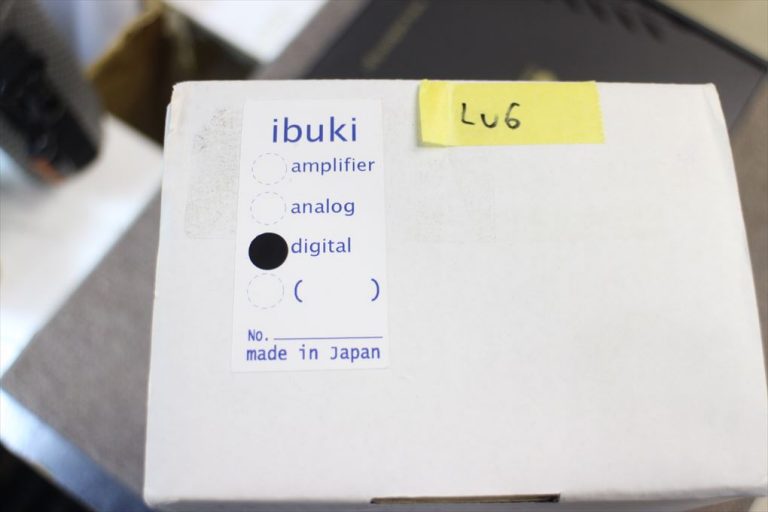 ibuki
amplifier
analog
digital
( )
No.
made in Japan
Lu6